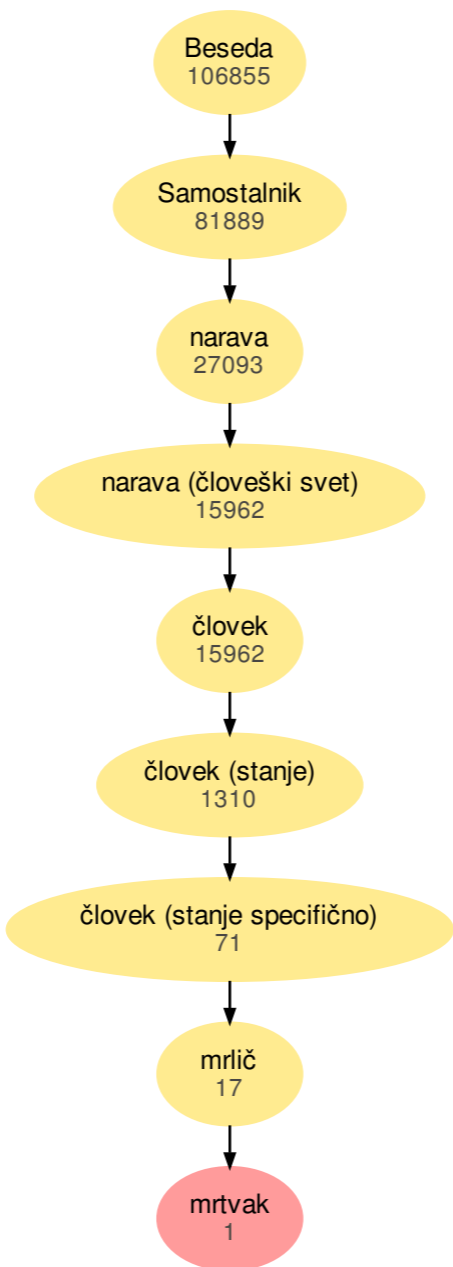 Beseda
106855
Samostalnik
81889
narava
27093
narava (človeški svet)
15962
človek
15962
človek (stanje)
1310
človek (stanje specifično)
71
mrlič
17
mrtvak
1